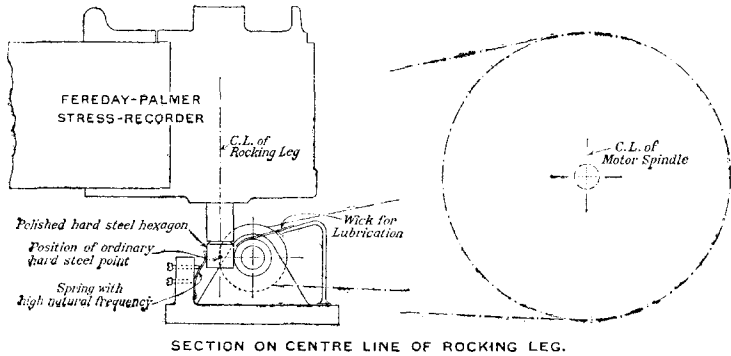 FEREDAY-PALMER
STRESS-RECORDER
C.L. of
Rocking Leg
C.L. of
Motor Spindle
Polished hard steel hexagon
Wick for
Lubrication
Position of ordinary
hard steel point
Spring with
high natural frequency
SECTION ON CENTRE LINE OF ROCKING LEG.